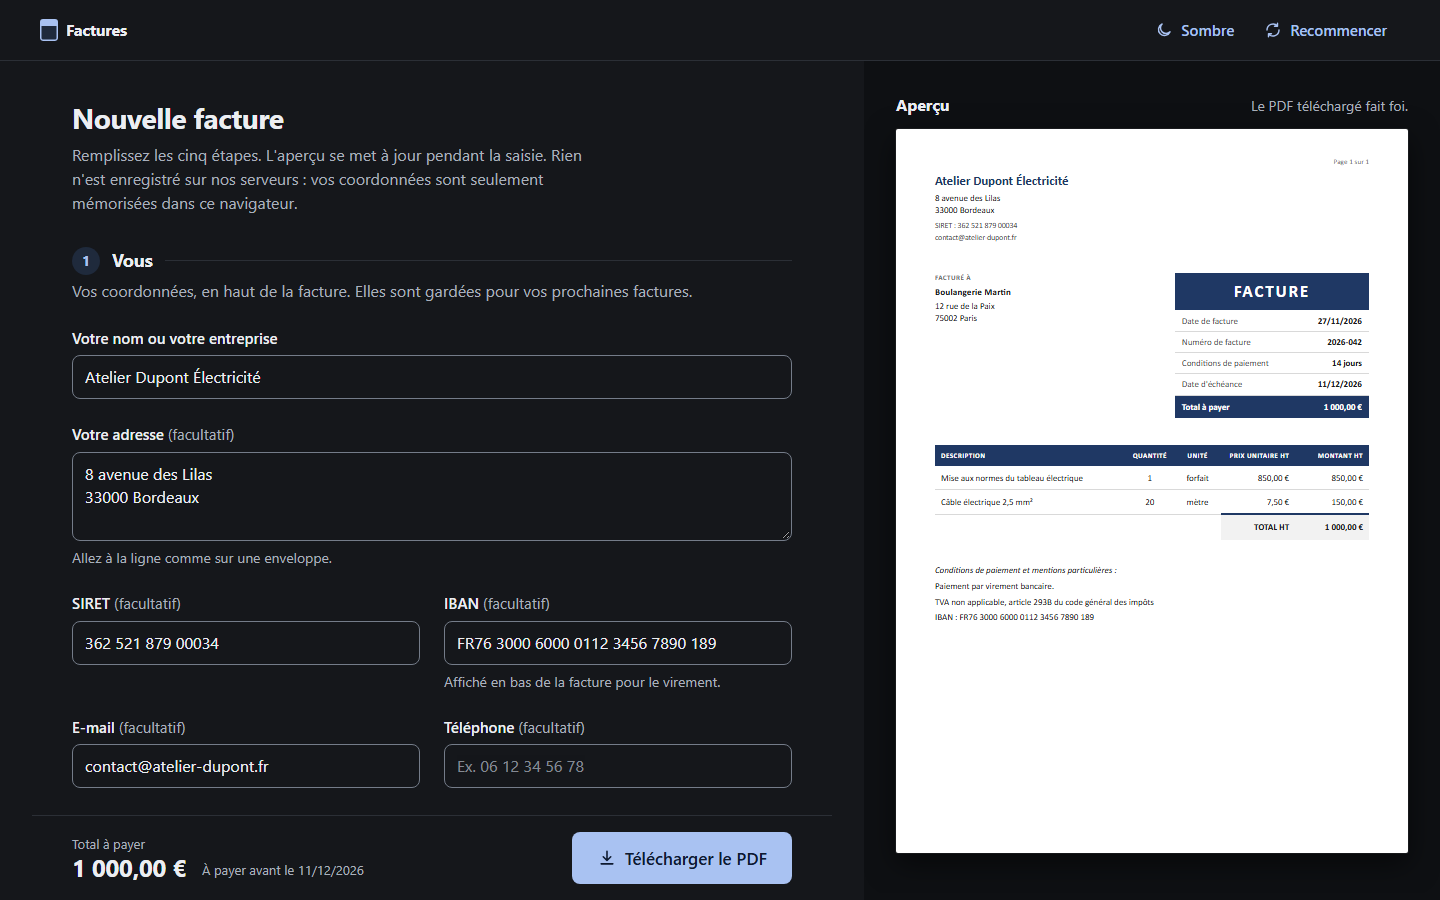 Factures
Sombre
Recommencer
Nouvelle facture
Remplissez les cinq étapes. L'aperçu se met à jour pendant la saisie. Rien
n'est enregistré sur nos serveurs : vos coordonnées sont seulement
mémorisées dans ce navigateur.
1 Vous
Vos coordonnées, en haut de la facture. Elles sont gardées pour vos prochaines factures.
Votre nom ou votre entreprise
Atelier Dupont Électricité
Votre adresse (facultatif)
8 avenue des Lilas
33000 Bordeaux
Allez à la ligne comme sur une enveloppe.
SIRET (facultatif)
362 521 879 00034
IBAN (facultatif)
FR76 3000 6000 0112 3456 7890 189
Affiché en bas de la facture pour le virement.
E-mail (facultatif)
contact@atelier-dupont.fr
Téléphone (facultatif)
Ex. 06 12 34 56 78
Total à payer
1 000,00 € À payer avant le 11/12/2026
Télécharger le PDF
Aperçu
Le PDF téléchargé fait foi.
Page 1 sur 1
Atelier Dupont Électricité
8 avenue des Lilas
33000 Bordeaux
SIRET : 362 521 879 00034
contact@atelier-dupont.fr
FACTURÉ À
Boulangerie Martin
12 rue de la Paix
75002 Paris
FACTURE
Date de facture 27/11/2026
Numéro de facture 2026-042
Conditions de paiement 14 jours
Date d'échéance 11/12/2026
Total à payer 1 000,00 €
DESCRIPTION QUANTITÉ UNITÉ PRIX UNITAIRE HT MONTANT HT
Mise aux normes du tableau électrique 1 forfait 850,00 € 850,00 €
Câble électrique 2,5 mm² 20 mètre 7,50 € 150,00 €
TOTAL HT 1 000,00 €
Conditions de paiement et mentions particulières :
Paiement par virement bancaire.
TVA non applicable, article 293B du code général des impôts
IBAN : FR76 3000 6000 0112 3456 7890 189